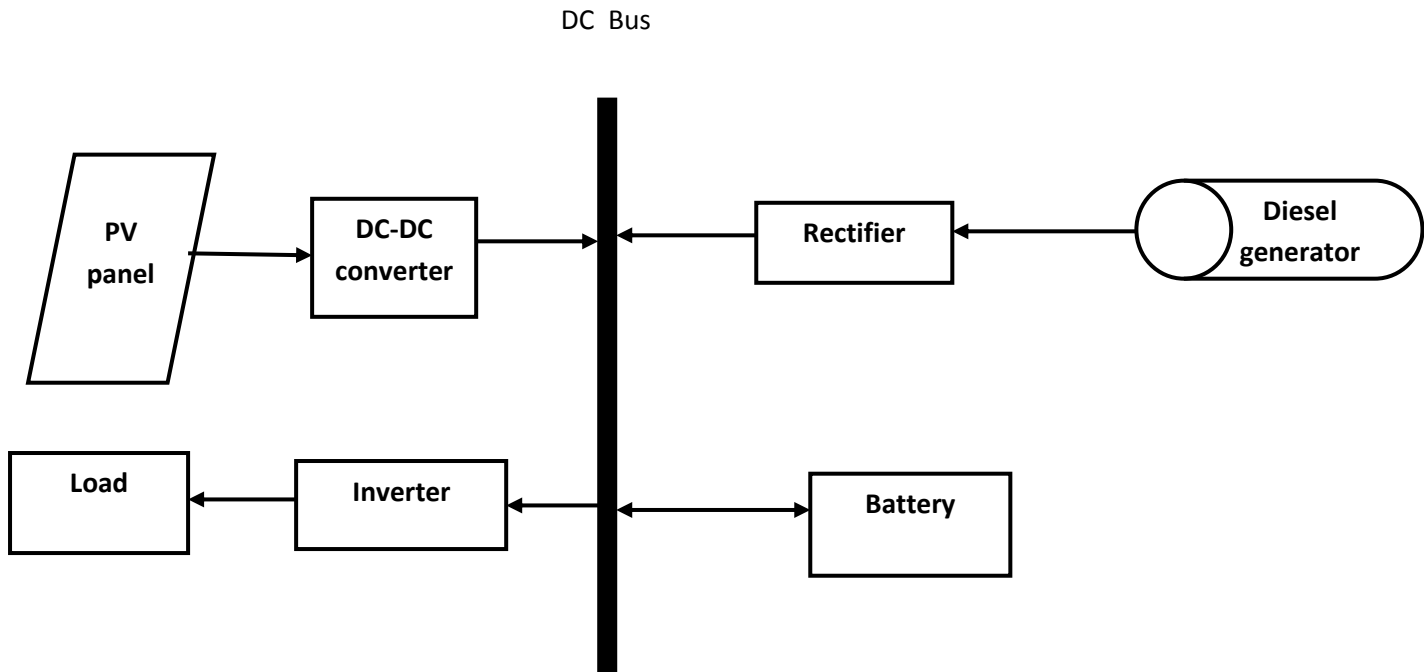 DC Bus
PV
panel
DC-DC
converter
Rectifier
Diesel
generator
Load
Inverter
Battery